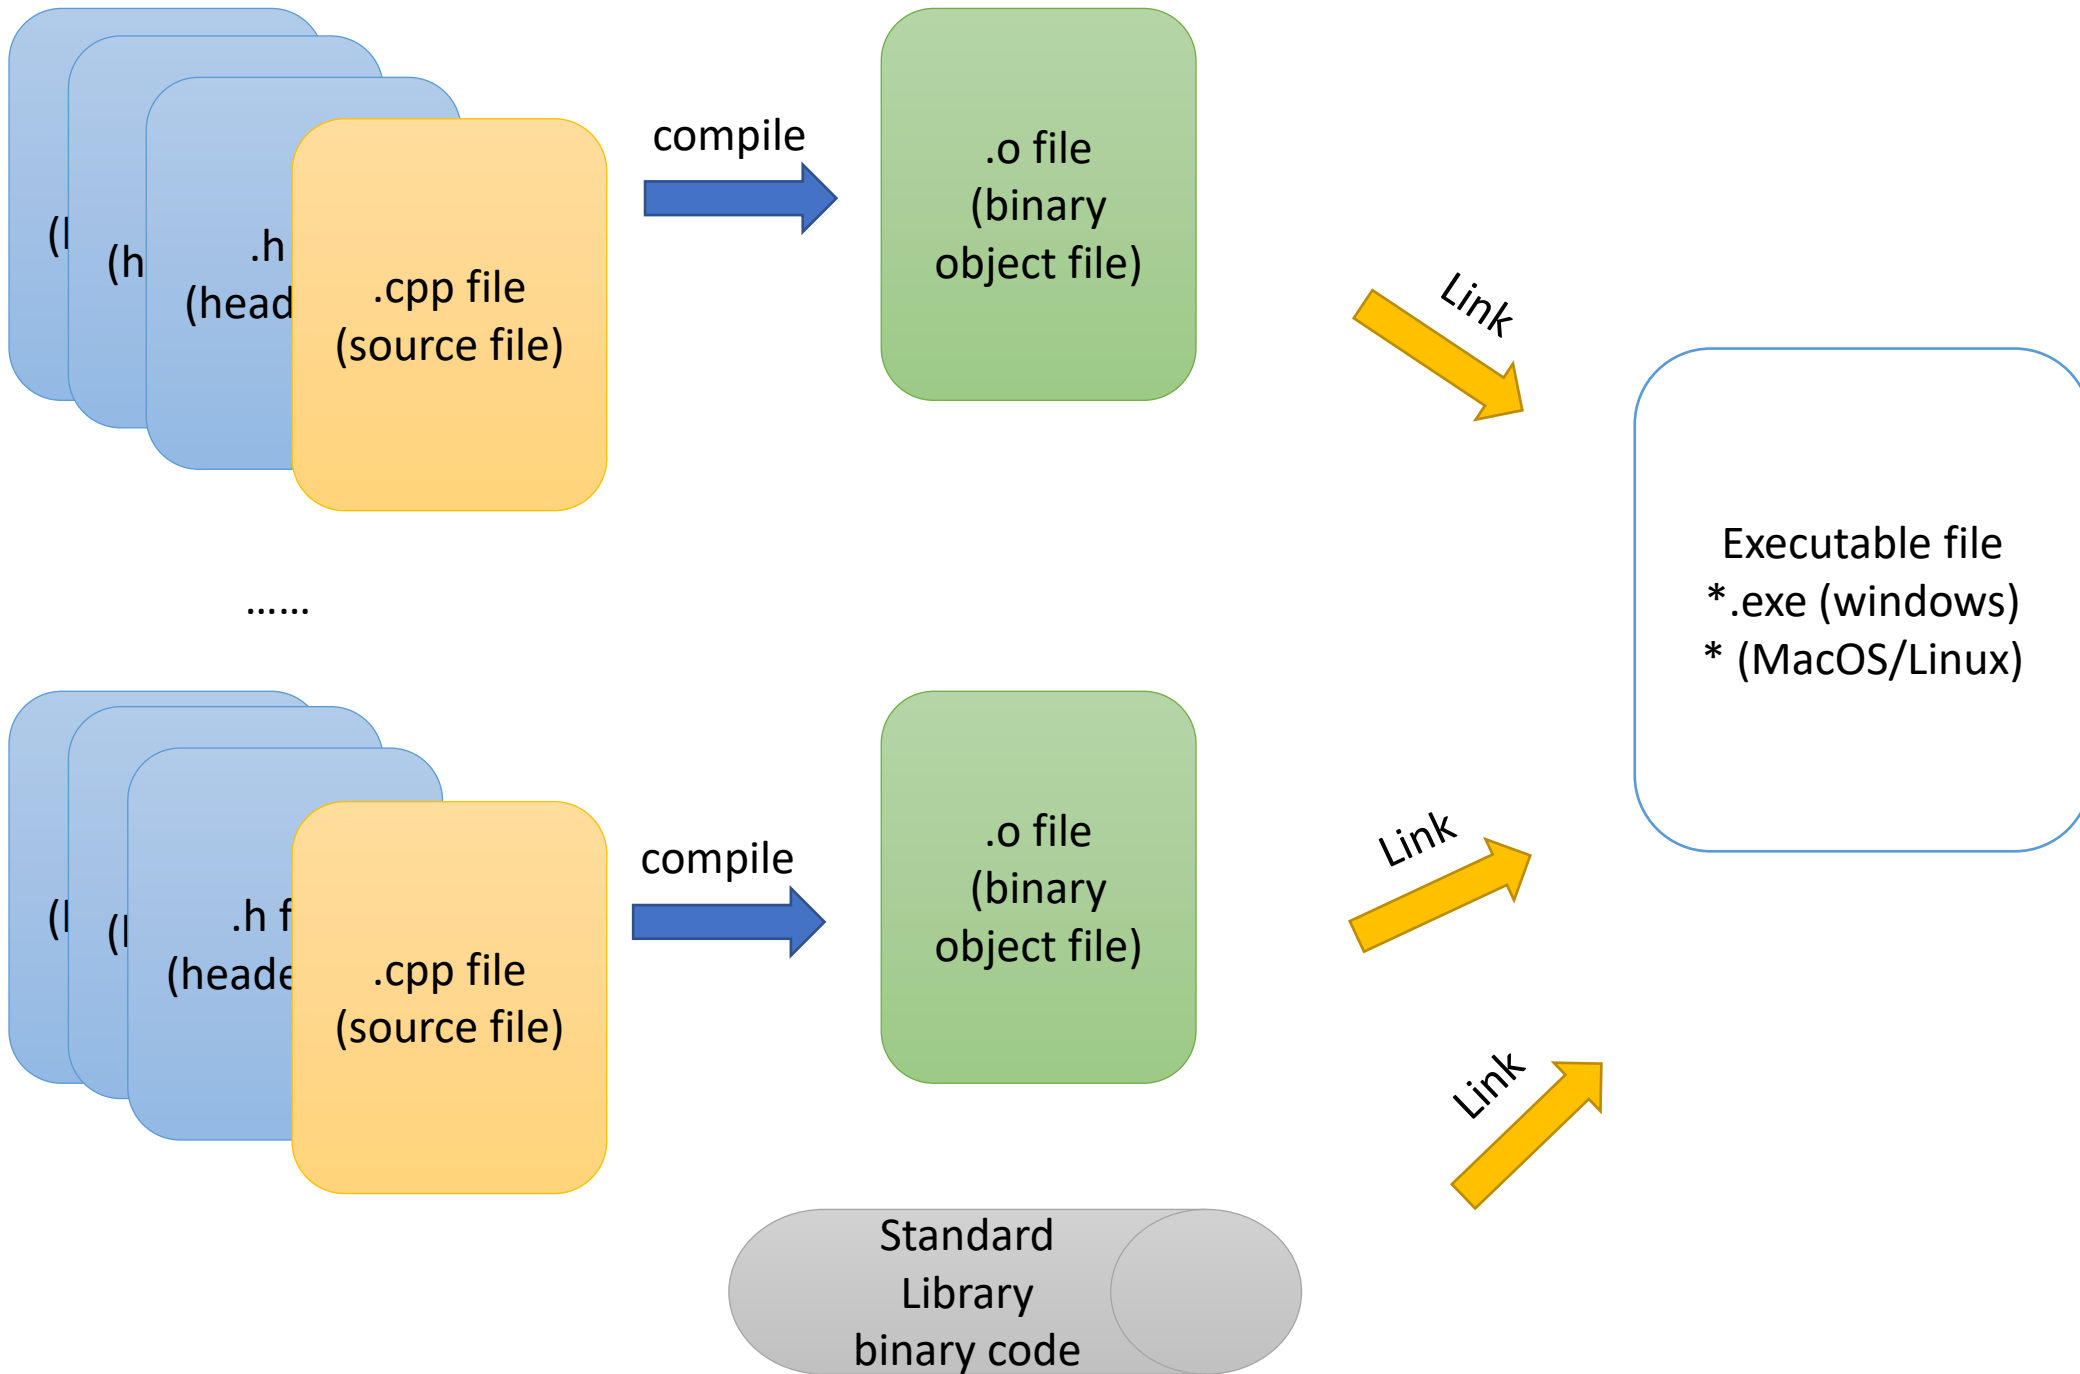 .h
(head
.cpp file
(source file)
compile
.o file
(binary
object file)
Link
Executable file
*.exe (windows)
* (MacOS/Linux)
......
.h f
(heade
.cpp file
(source file)
compile
.o file
(binary
object file)
Link
Link
Standard
Library
binary code